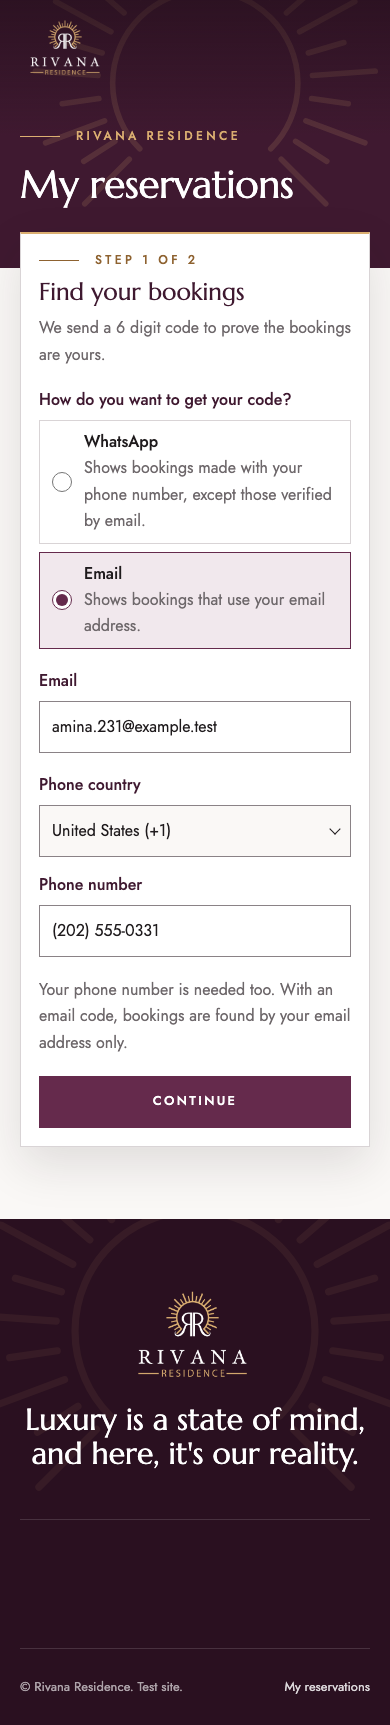 RIVANA
RESIDENCE
RIVANA RESIDENCE
My reservations
STEP 1 OF 2
Find your bookings
We send a 6 digit code to prove the bookings
are yours.
How do you want to get your code?
WhatsApp
Shows bookings made with your
phone number, except those verified
by email.
Email
Shows bookings that use your email
address.
Email
amina.231@example.test
Phone country
United States (+1)
Phone number
(202) 555-0331
Your phone number is needed too. With an
email code, bookings are found by your email
address only.
CONTINUE
RIVANA
RESIDENCE
Luxury is a state of mind,
and here, it's our reality.
© Rivana Residence. Test site.
My reservations